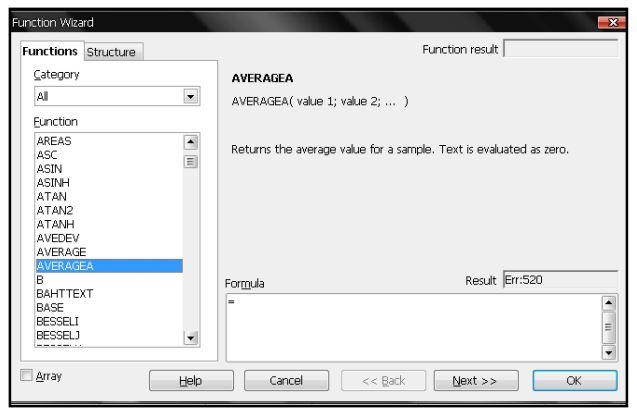 Function Wizard
Functions Structure
Function result
Category
All
Function
AREAS
ASC
ASIN
ASINH
ATAN
ATAN2
ATANH
AVEDEV
AVERAGE
AVERAGEA
B
BAHTTEXT
BASE
BESSELI
BESSELJ
AVERAGEA
AVERAGEA( value 1; value 2; ... )
Returns the average value for a sample. Text is evaluated as zero.
Formula
Result Err:520
=
Array
Help
Cancel
<< Back
Next >>
OK